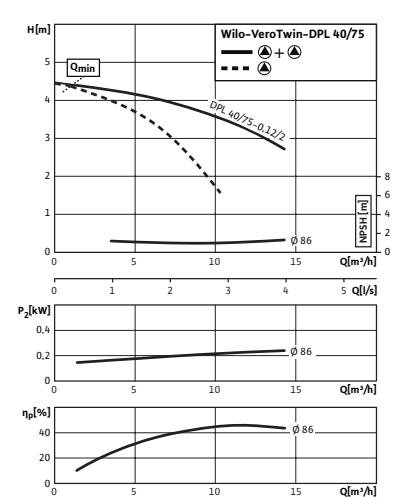 H[m]
Wilo-VeroTwin-DPL 40/75
+
Qmin
5
4
3
2
1
0
DPL 40/75-0.12/2
8
6
4
2
0
NPSH [m]
Ø 86
0 5 10 15 Q[m³/h]
0 1 2 3 4 5 Q[l/s]
P₂[kW]
0,4
0,2
0
Ø 86
0 5 10 15 Q[m³/h]
ηp[%]
40
20
0
Ø 86
0 5 10 15 Q[m³/h]